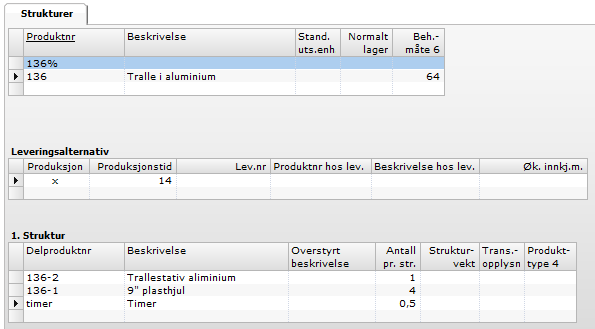 Strukturer
Produktnr Beskrivelse Stand. uts.enh Normalt lager Beh.-måte 6
136%
136 Tralle i aluminium 64
Leveringsalternativ
Produksjon Produksjonstid Lev.nr Produktnr hos lev. Beskrivelse hos lev. Øk. innkj.m.
x 14
1. Struktur
Delproduktnr Beskrivelse Overstyrt beskrivelse Antall pr. str. Struktur-vekt Trans.-opplysn Produkt-type 4
136-2 Trallestativ aliminium 1
136-1 9" plasthjul 4
timer Timer 0,5